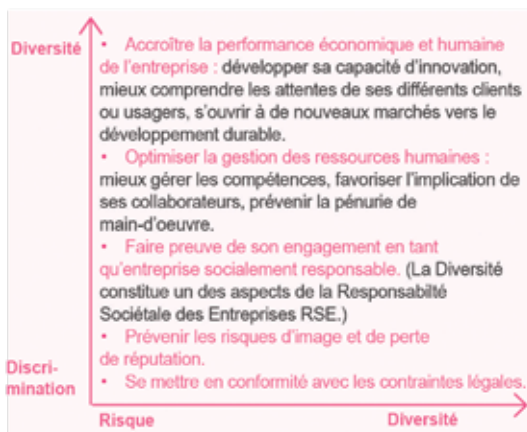 Diversité
• Accroître la performance économique et humaine
de l'entreprise : développer sa capacité d'innovation,
mieux comprendre les attentes de ses différents clients
ou usagers, s'ouvrir à de nouveaux marchés vers le
développement durable.
• Optimiser la gestion des ressources humaines :
mieux gérer les compétences, favoriser l'implication de
ses collaborateurs, prévenir la pénurie de
main-d'oeuvre.
• Faire preuve de son engagement en tant
qu'entreprise socialement responsable. (La Diversité
constitue un des aspects de la Responsabilté
Sociétale des Entreprises RSE.)
• Prévenir les risques d'image et de perte
de réputation.
• Se mettre en conformité avec les contraintes légales.
Discri-
mination
Risque
Diversité